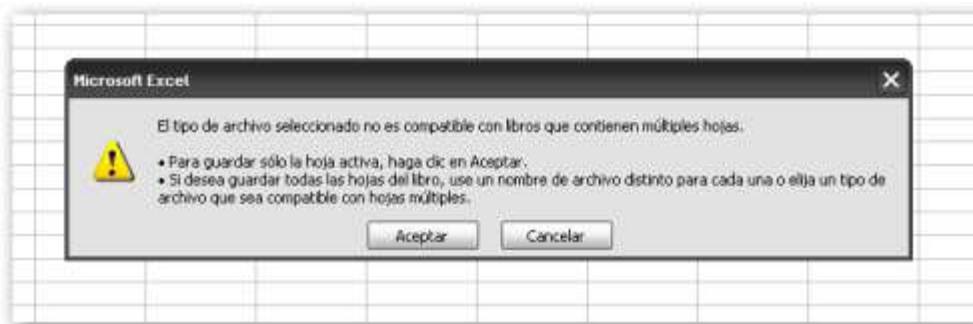 Microsoft Excel
El tipo de archivo seleccionado no es compatible con libros que contienen múltiples hojas.
• Para guardar sólo la hoja activa, haga clic en Aceptar.
• Si desea guardar todas las hojas del libro, use un nombre de archivo distinto para cada una o elija un tipo de
archivo que sea compatible con hojas múltiples.
Aceptar
Cancelar